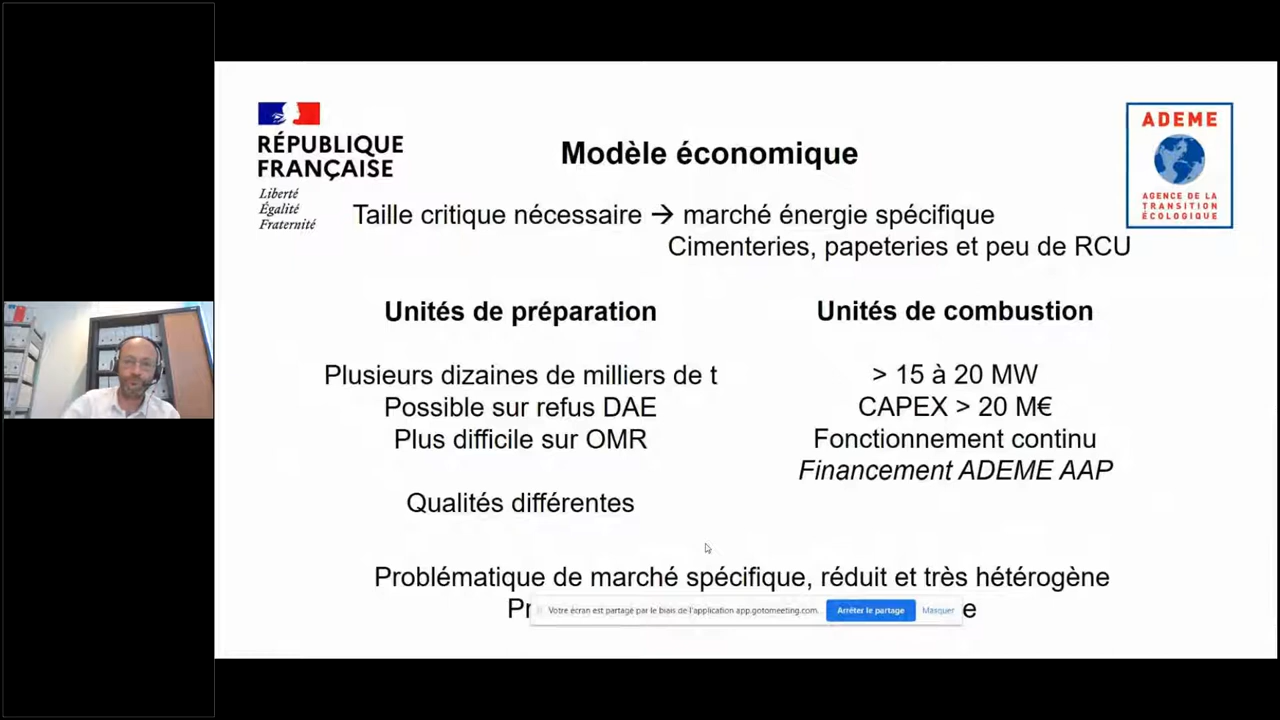 RÉPUBLIQUE
FRANÇAISE
Liberté
Égalité
Fraternité
Modèle économique
ADEME
AGENCE DE LA
TRANSITION
ÉCOLOGIQUE
Taille critique nécessaire → marché énergie spécifique
Cimenteries, papeteries et peu de RCU
Unités de préparation
Plusieurs dizaines de milliers de t
Possible sur refus DAE
Plus difficile sur OMR
Qualités différentes
Unités de combustion
> 15 à 20 MW
CAPEX > 20 M€
Fonctionnement continu
Financement ADEME AAP
Problématique de marché spécifique, réduit et très hétérogène
Votre écran est partagé par le biais de l'application app.gotomeeting.com.
Arrêter le partage
Masquer